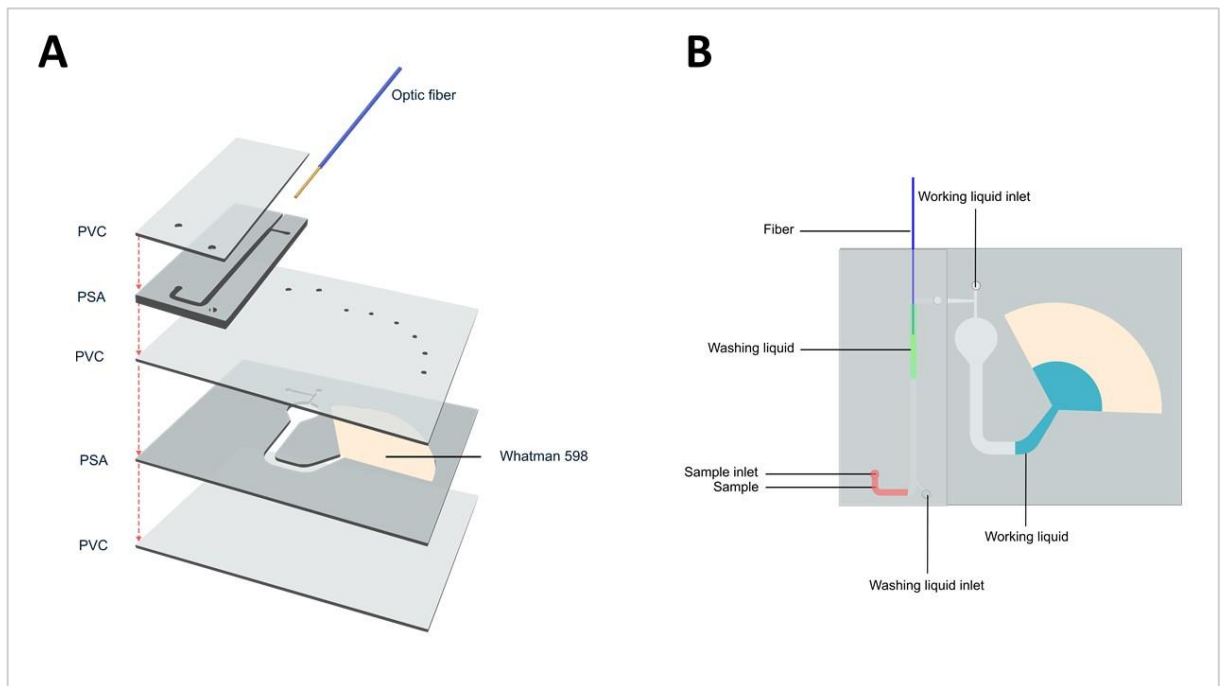 A
Optic fiber
PVC
PSA
PVC
PSA
Whatman 598
PVC
B
Working liquid inlet
Fiber
Washing liquid
Sample inlet
Sample
Working liquid
Washing liquid inlet